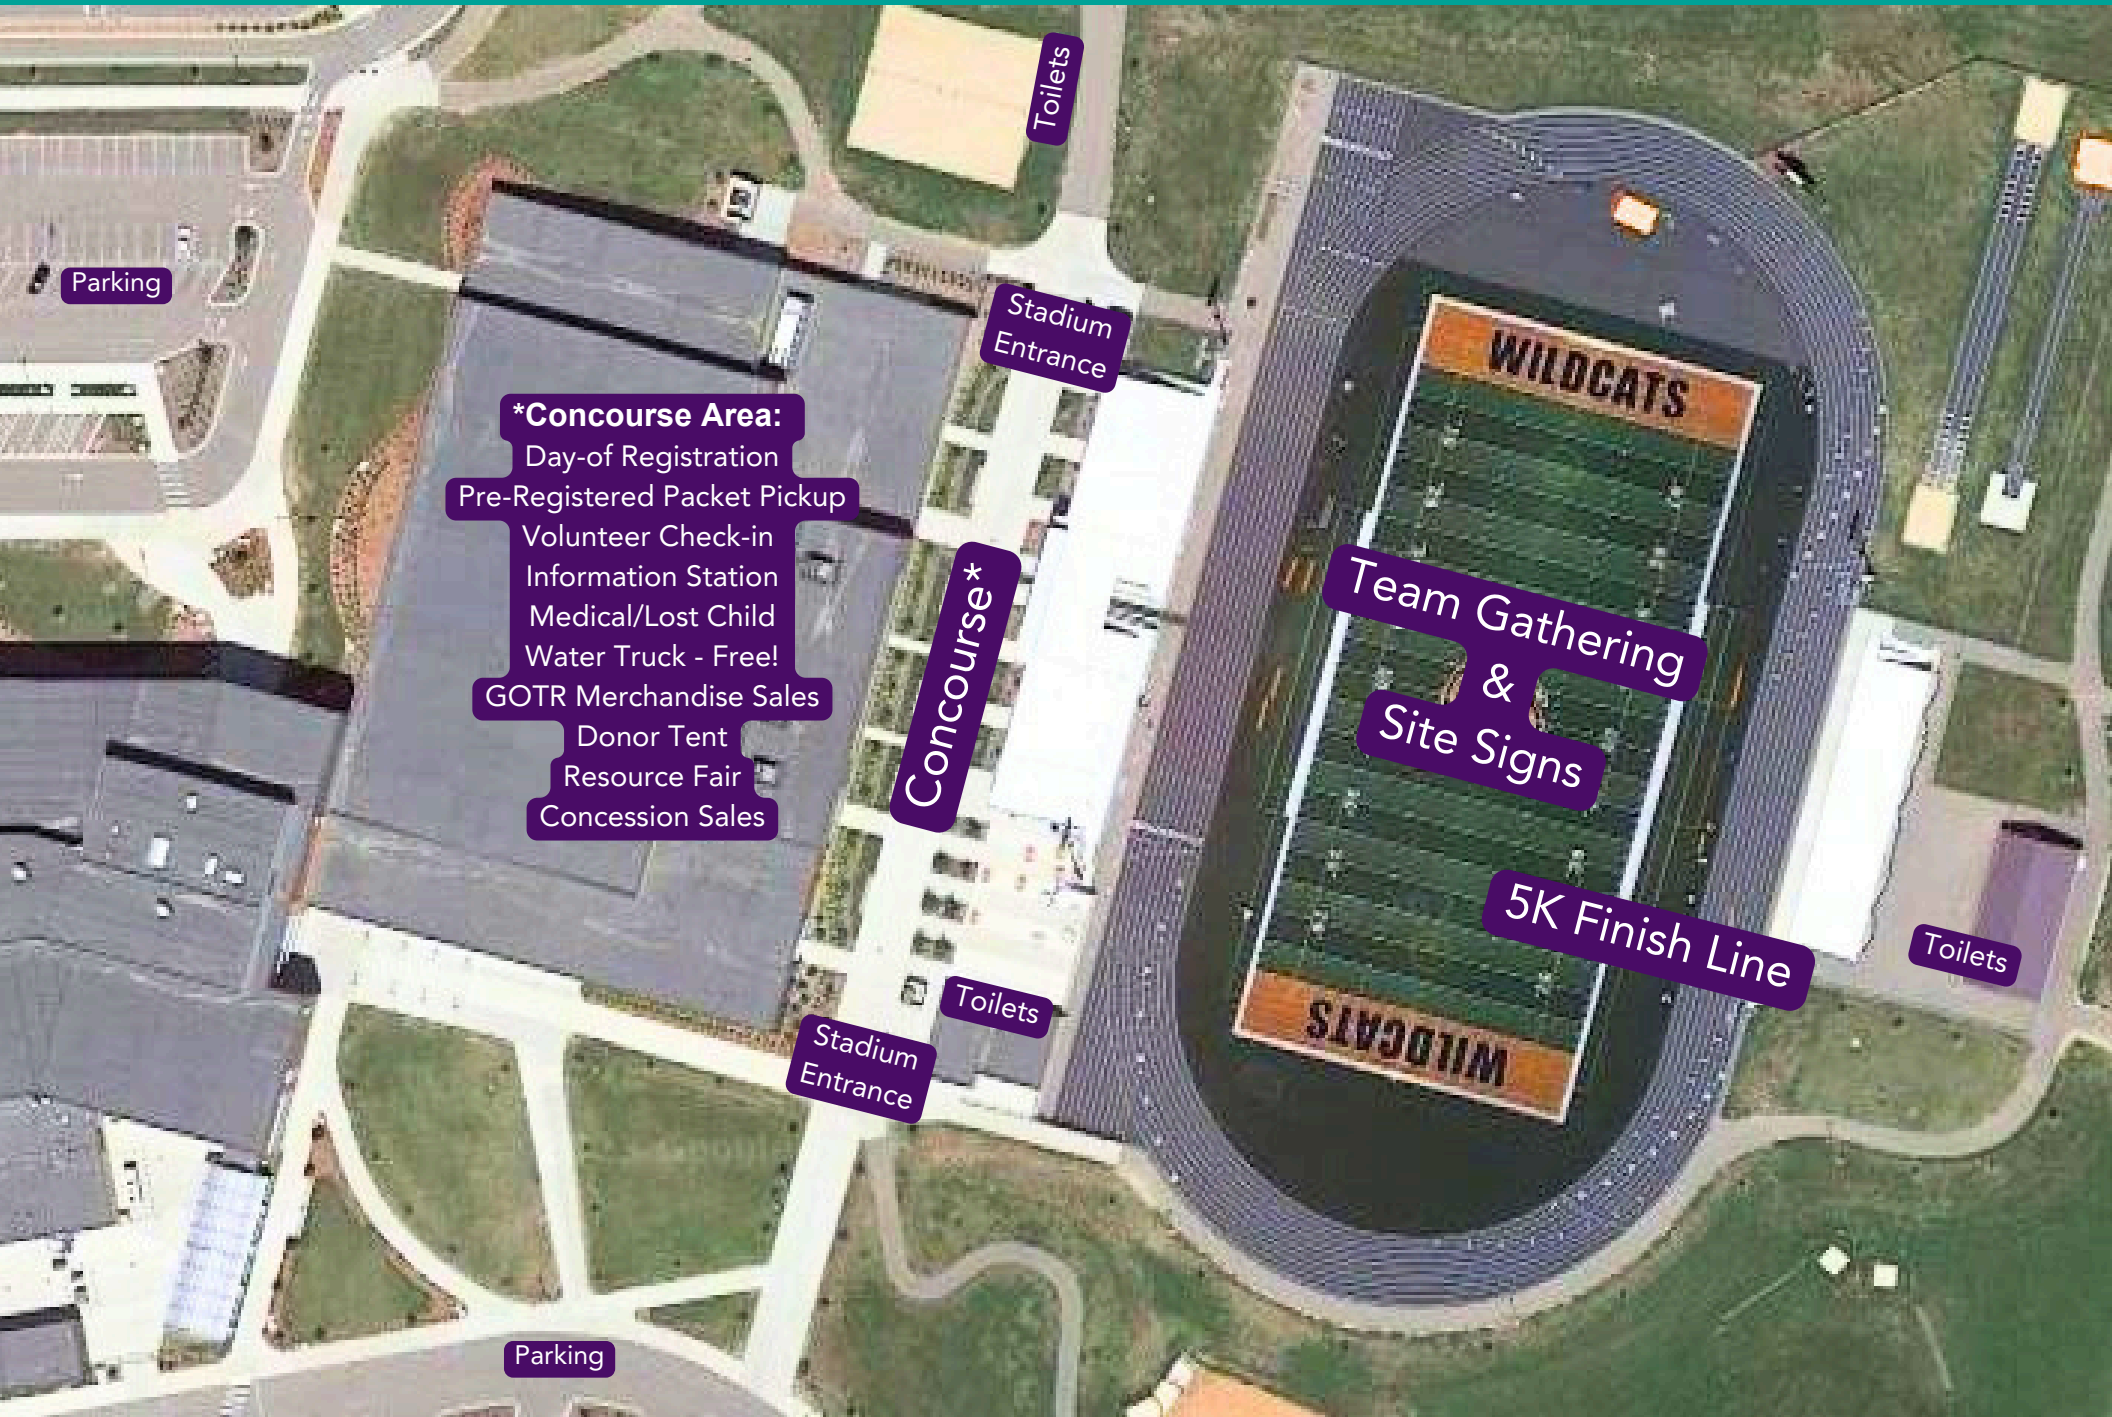 Toilets
Parking
Stadium
Entrance
WILDCATS
*Concourse Area:
Day-of Registration
Pre-Registered Packet Pickup
Volunteer Check-in
Information Station
Medical/Lost Child
Water Truck - Free!
GOTR Merchandise Sales
Donor Tent
Resource Fair
Concession Sales
Concourse*
Team Gathering
&
Site Signs
5K Finish Line
Toilets
Toilets
Stadium
Entrance
WILDCATS
Parking